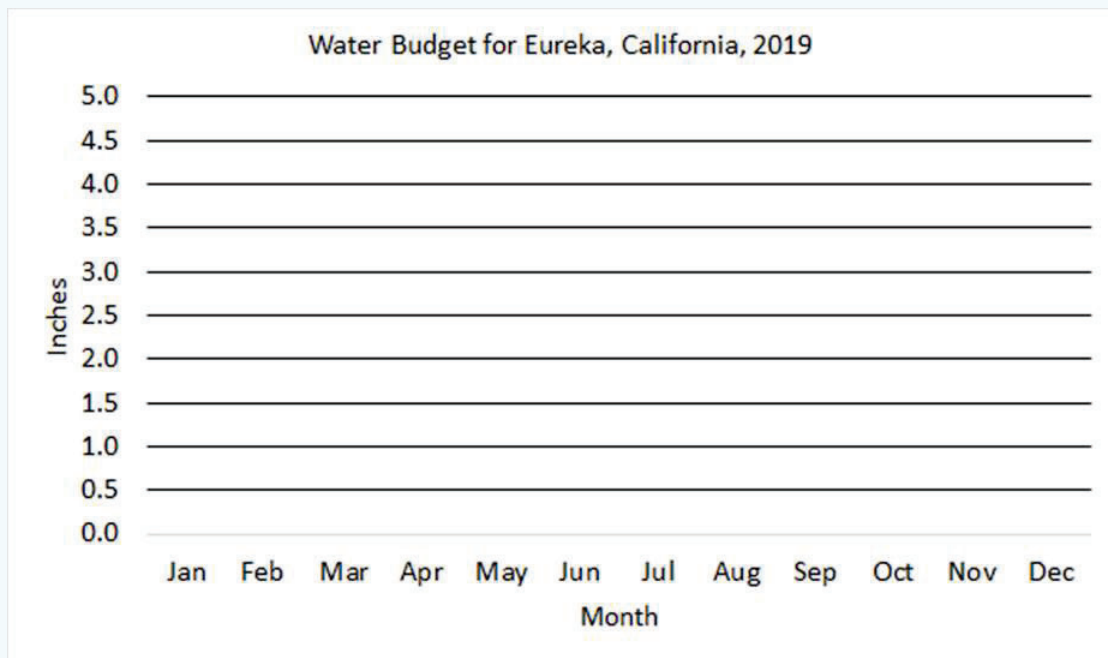 Water Budget for Eureka, California, 2019
5.0
4.5
4.0
3.5
3.0
2.5
2.0
1.5
1.0
0.5
0.0
Inches
Jan Feb Mar Apr May Jun Jul Aug Sep Oct Nov Dec
Month